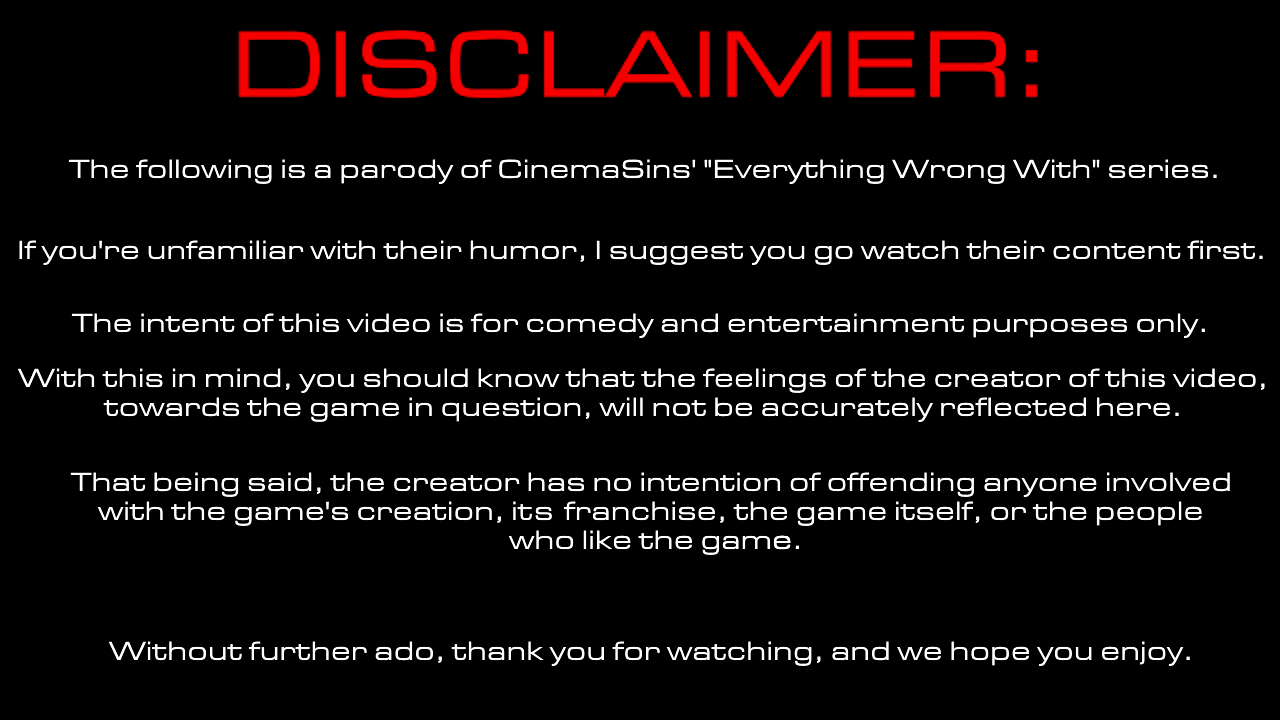 DISCLAIMER:
The following is a parody of CinemaSins' "Everything Wrong With" series.
If you're unfamiliar with their humor, I suggest you go watch their content first.
The intent of this video is for comedy and entertainment purposes only.
With this in mind, you should know that the feelings of the creator of this video,
towards the game in question, will not be accurately reflected here.
That being said, the creator has no intention of offending anyone involved
with the game's creation, its franchise, the game itself, or the people
who like the game.
Without further ado, thank you for watching, and we hope you enjoy.